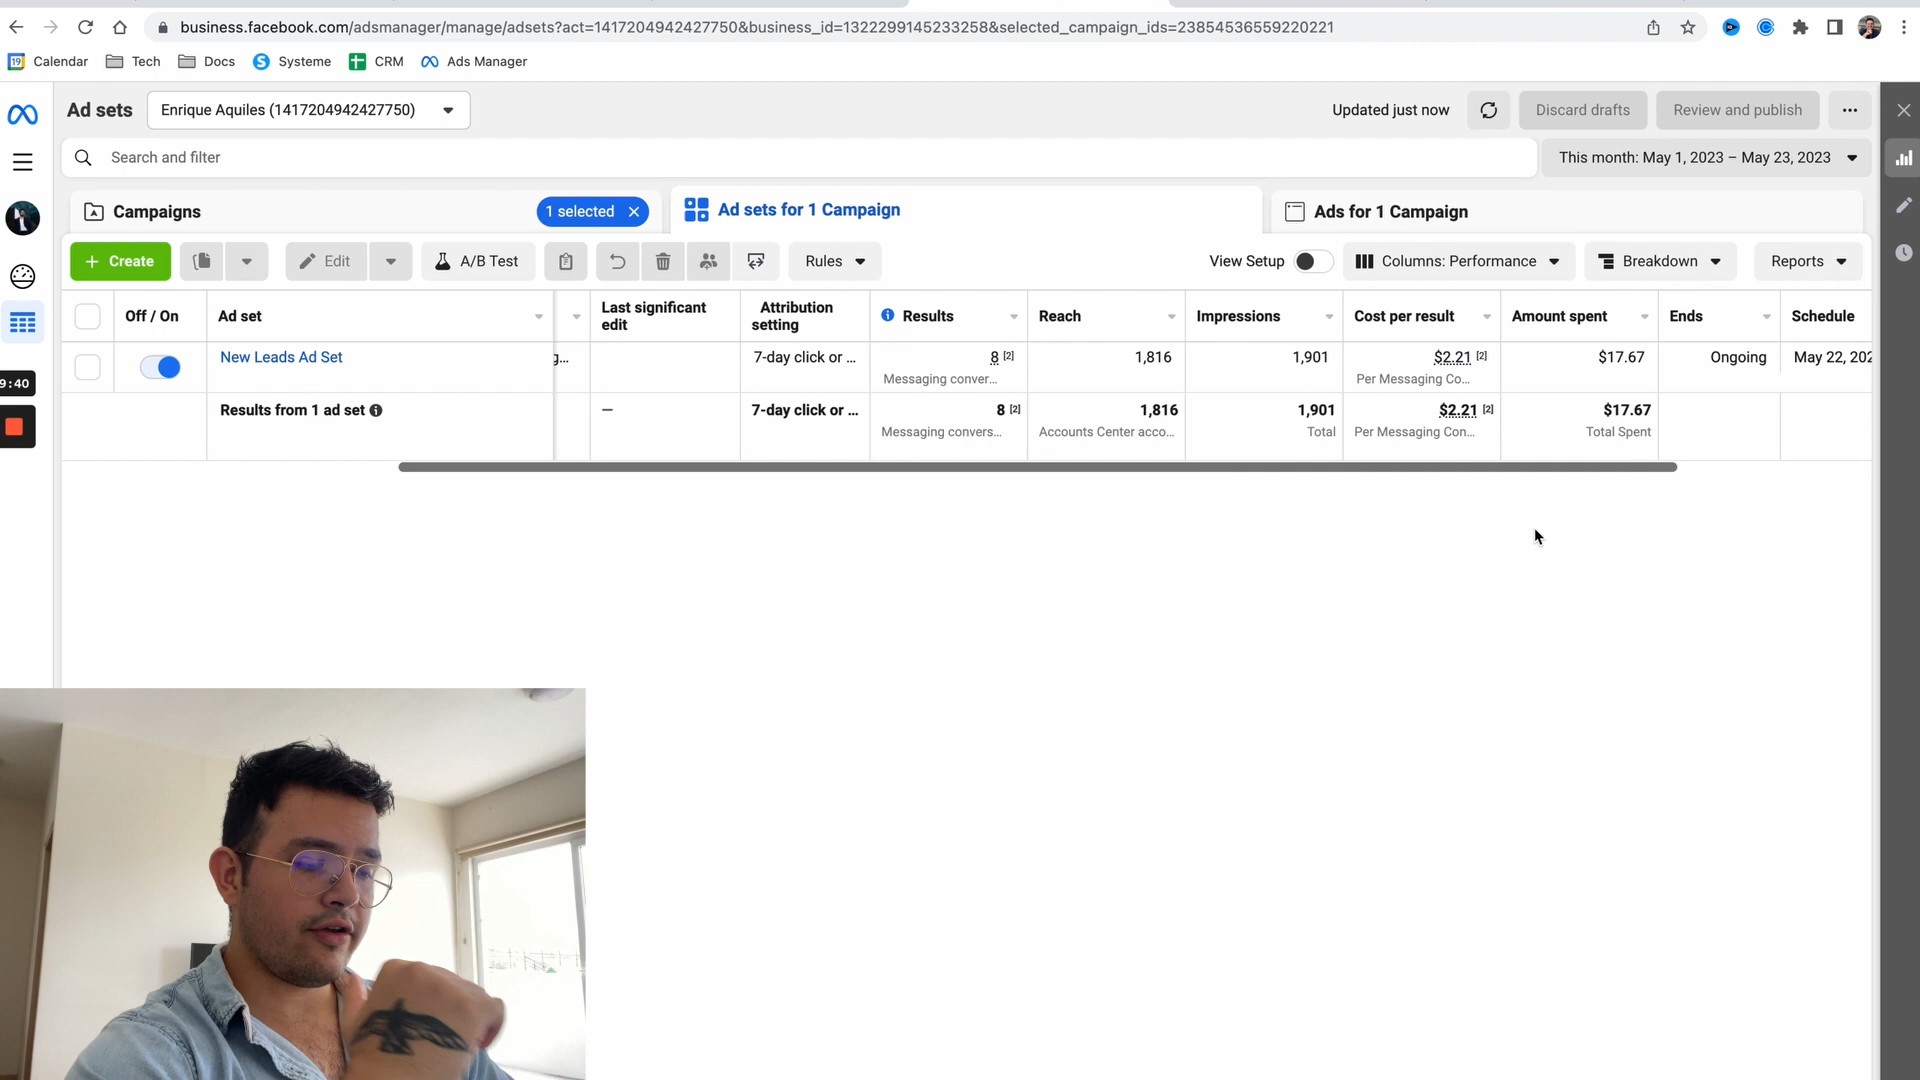 business.facebook.com/adsmanager/manage/adsets?act=1417204942427750&business_id=1322299145233258&selected_campaign_ids=23854536559220221
19 Calendar Tech Docs S Systeme CRM Ads Manager
Ad sets Enrique Aquiles (1417204942427750) Updated just now Discard drafts Review and publish
Search and filter This month: May 1, 2023 – May 23, 2023
Campaigns 1 selected Ad sets for 1 Campaign Ads for 1 Campaign
+ Create Edit A/B Test Rules View Setup Columns: Performance Breakdown Reports
Off / On Ad set Last significant edit Attribution setting Results Reach Impressions Cost per result Amount spent Ends Schedule
New Leads Ad Set g... 7-day click or ... 8 [2] 1,816 1,901 $2.21 [2] $17.67 Ongoing May 22, 202
Messaging conver... Per Messaging Co...
9:40
Results from 1 ad set — 7-day click or ... 8 [2] 1,816 1,901 $2.21 [2] $17.67
Messaging convers... Accounts Center acco... Total Per Messaging Con... Total Spent